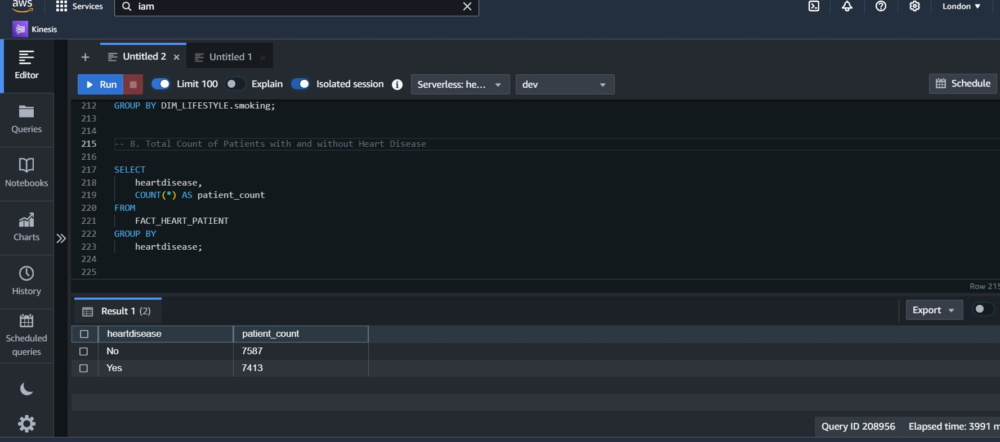 aws
Services
iam
London
Kinesis
Editor
Untitled 2
Untitled 1
Run
Limit 100
Explain
Isolated session
Serverless: he...
dev
Schedule
212 GROUP BY DIM_LIFESTYLE.smoking;
213
214
215 -- 8. Total Count of Patients with and without Heart Disease
216
217 SELECT
218 heartdisease,
219 COUNT(*) AS patient_count
220 FROM
221 FACT_HEART_PATIENT
222 GROUP BY
223 heartdisease;
224
225
Row 215
Queries
Notebooks
Charts
History
Scheduled
queries
Result 1 (2)
Export
heartdisease patient_count
No 7587
Yes 7413
Query ID 208956 Elapsed time: 3991 m